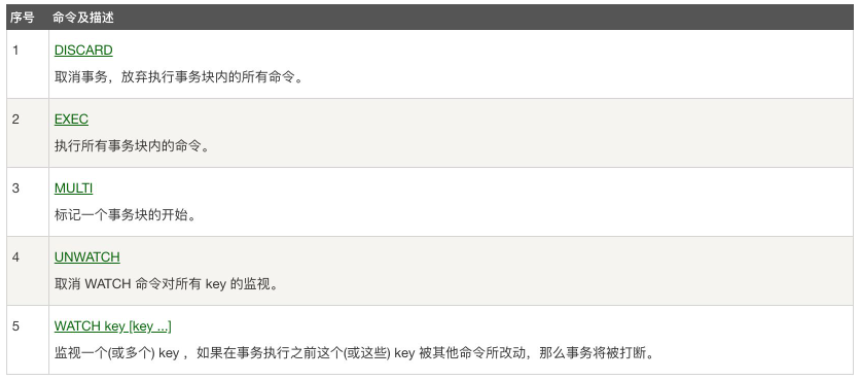 序号 命令及描述
1 DISCARD
取消事务，放弃执行事务块内的所有命令。
2 EXEC
执行所有事务块内的命令。
3 MULTI
标记一个事务块的开始。
4 UNWATCH
取消 WATCH 命令对所有 key 的监视。
5 WATCH key [key ...]
监视一个(或多个) key ，如果在事务执行之前这个(或这些) key 被其他命令所改动，那么事务将被打断。